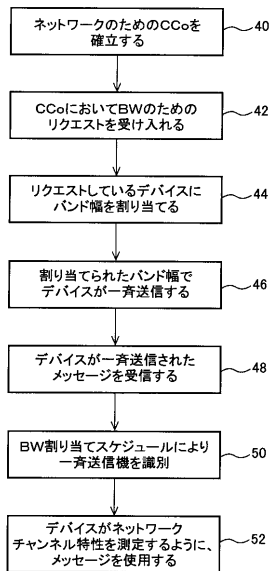 ネットワークのためのCCoを
確立する
40
CCoにおいてBWのための
リクエストを受け入れる
42
リクエストしているデバイスに
バンド幅を割り当てる
44
割り当てられたバンド幅で
デバイスが一斉送信する
46
デバイスが一斉送信された
メッセージを受信する
48
BW割り当てスケジュールにより
一斉送信機を識別
50
デバイスがネットワーク
チャンネル特性を測定するように、
メッセージを使用する
52